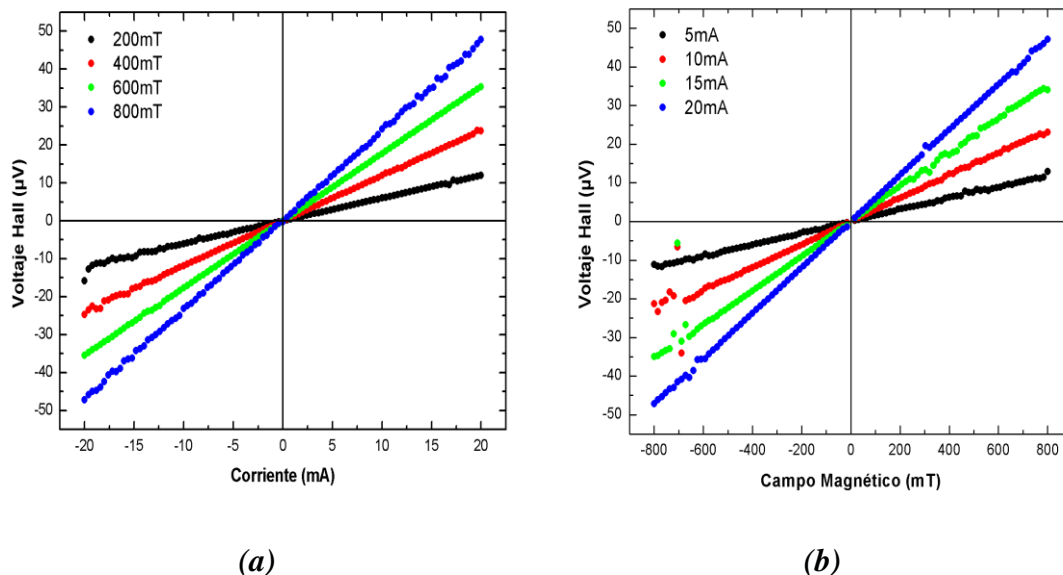 50
40
30
20
10
0
-10
-20
-30
-40
-50
Voltaje Hall (µV)
200mT
400mT
600mT
800mT
-20 -15 -10 -5 0 5 10 15 20
Corriente (mA)
(a)
50
40
30
20
10
0
-10
-20
-30
-40
-50
Voltaje Hall (µV)
5mA
10mA
15mA
20mA
-800 -600 -400 -200 0 200 400 600 800
Campo Magnético (mT)
(b)